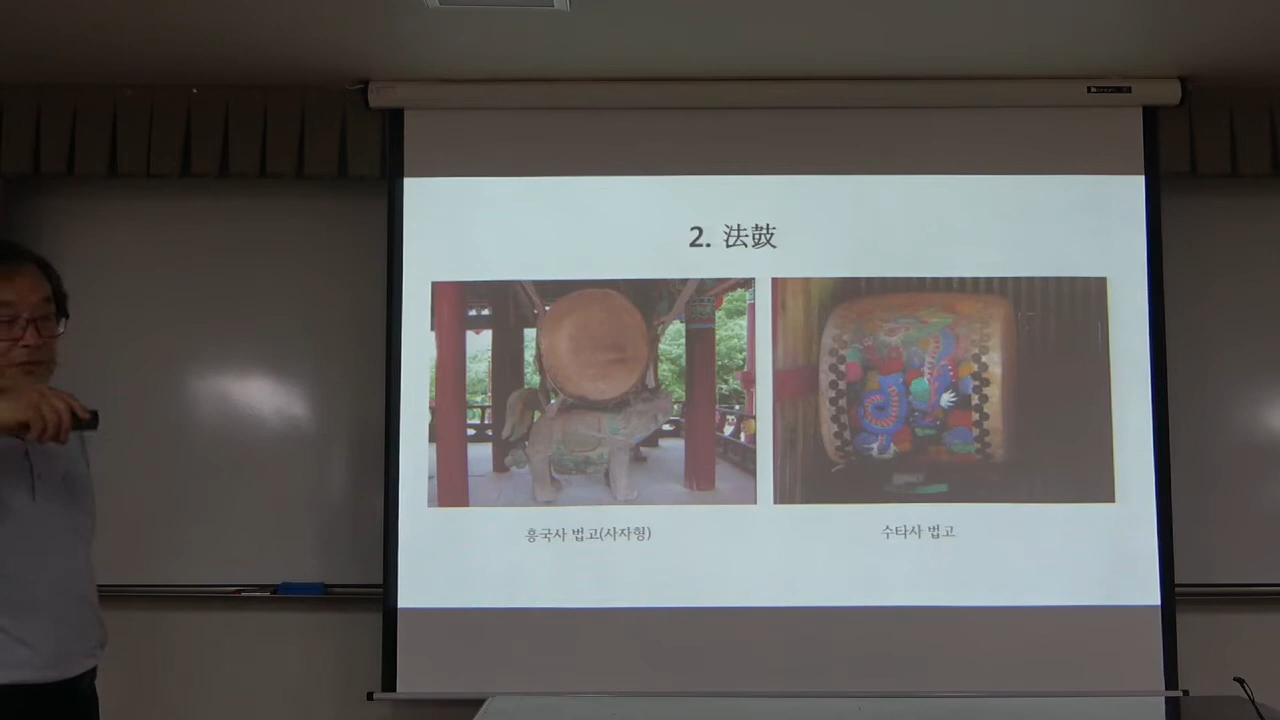 2. 法鼓
흥국사 법고(사자형)
수타사 법고